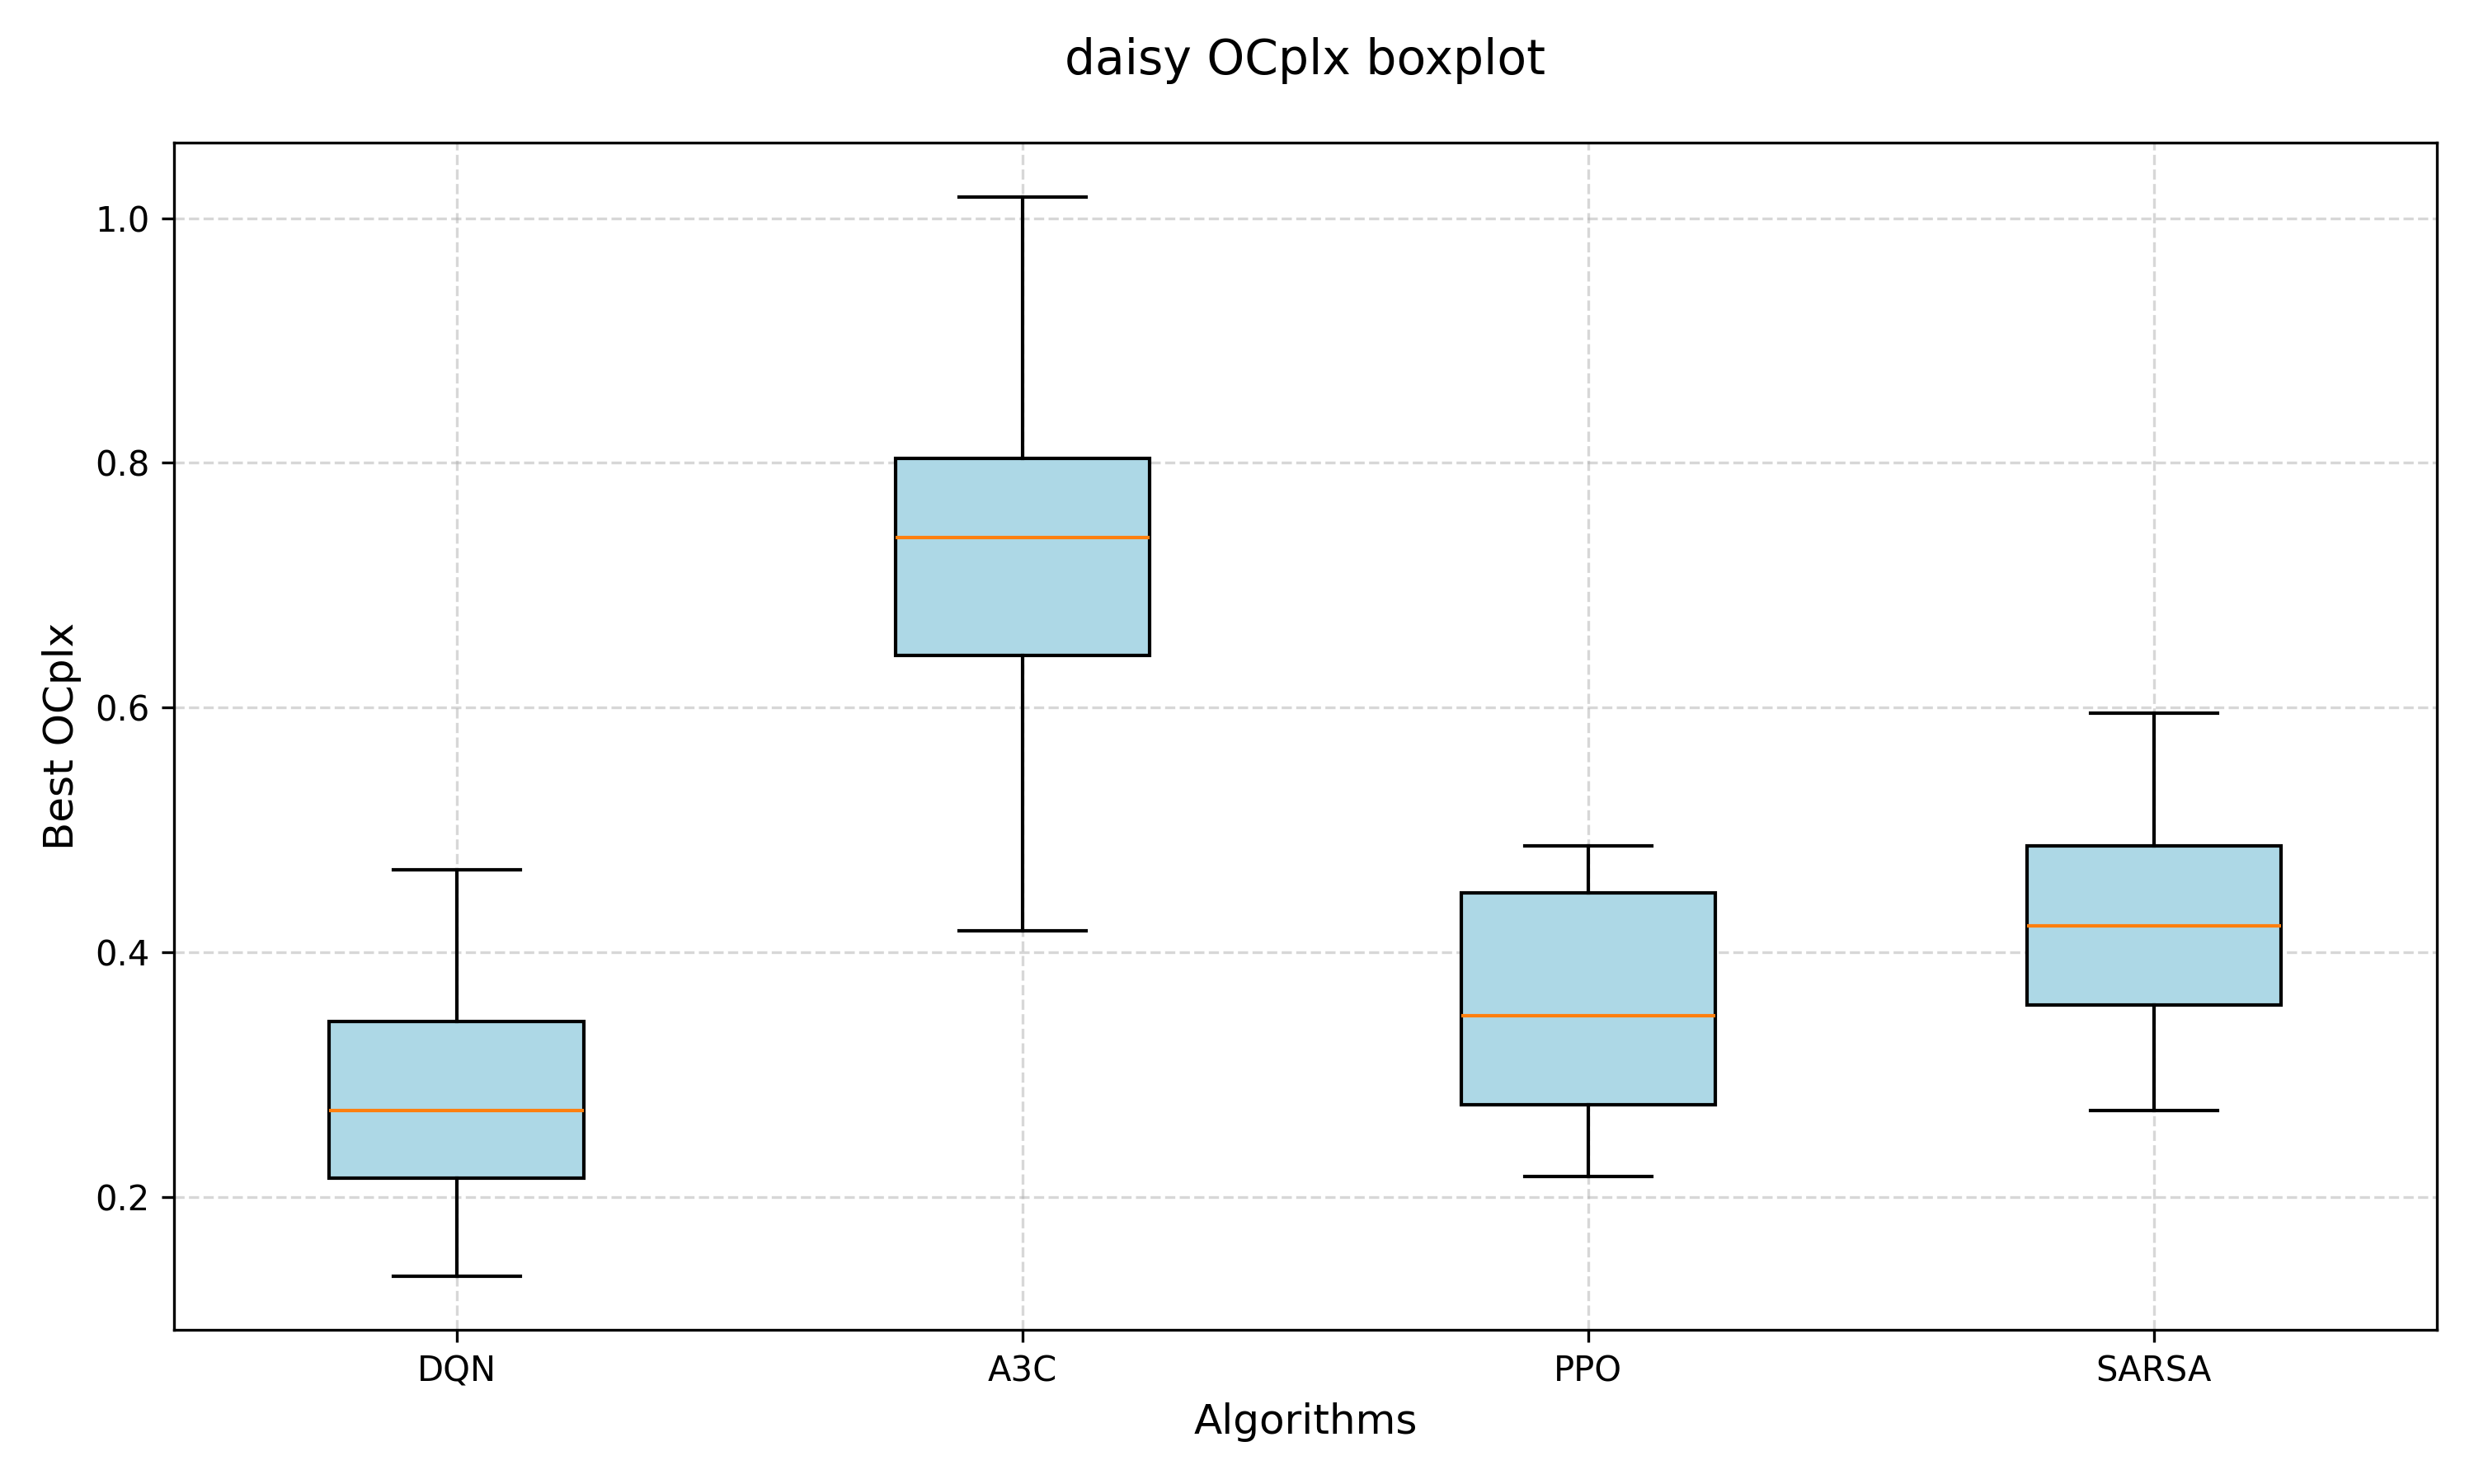 daisy OCplx boxplot
Best OCplx
1.0
0.8
0.6
0.4
0.2
DQN A3C PPO SARSA
Algorithms